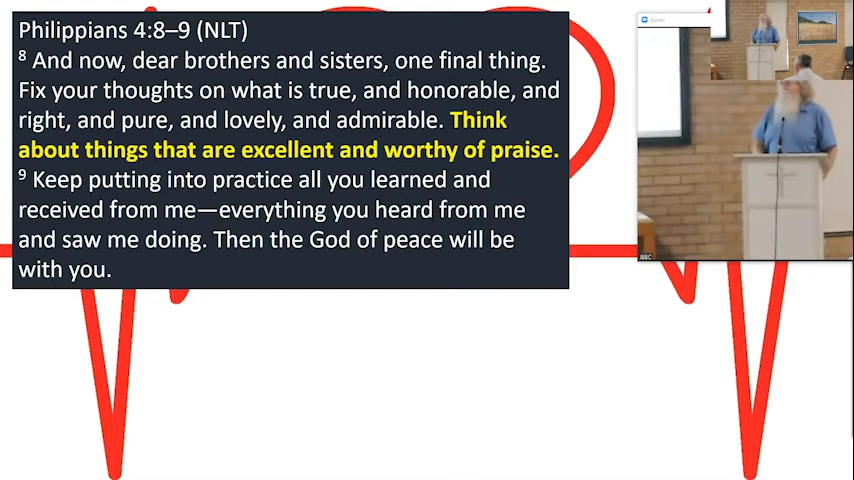 Philippians 4:8–9 (NLT)
⁸ And now, dear brothers and sisters, one final thing.
Fix your thoughts on what is true, and honorable, and
right, and pure, and lovely, and admirable. Think
about things that are excellent and worthy of praise.
⁹ Keep putting into practice all you learned and
received from me—everything you heard from me
and saw me doing. Then the God of peace will be
with you.
Zoom
JBBC